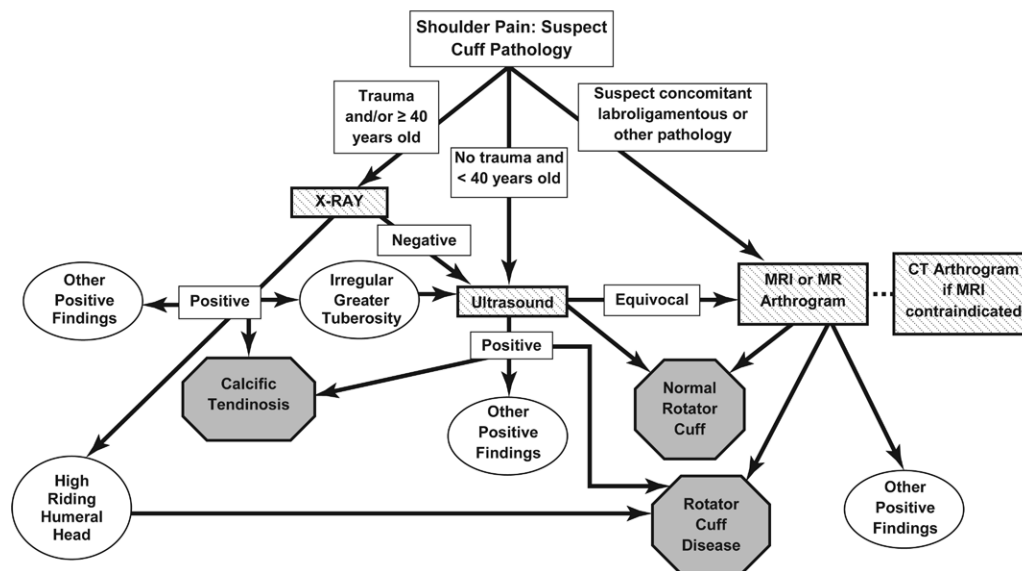 Shoulder Pain: Suspect
Cuff Pathology
Trauma
and/or ≥ 40
years old
Suspect concomitant
labroligamentous or
other pathology
No trauma and
< 40 years old
X-RAY
Negative
Other
Positive
Findings
Positive
Irregular
Greater
Tuberosity
Ultrasound
Equivocal
MRI or MR
Arthrogram
CT Arthrogram
if MRI
contraindicated
Positive
Calcific
Tendinosis
Other
Positive
Findings
Normal
Rotator
Cuff
High
Riding
Humeral
Head
Rotator
Cuff
Disease
Other
Positive
Findings